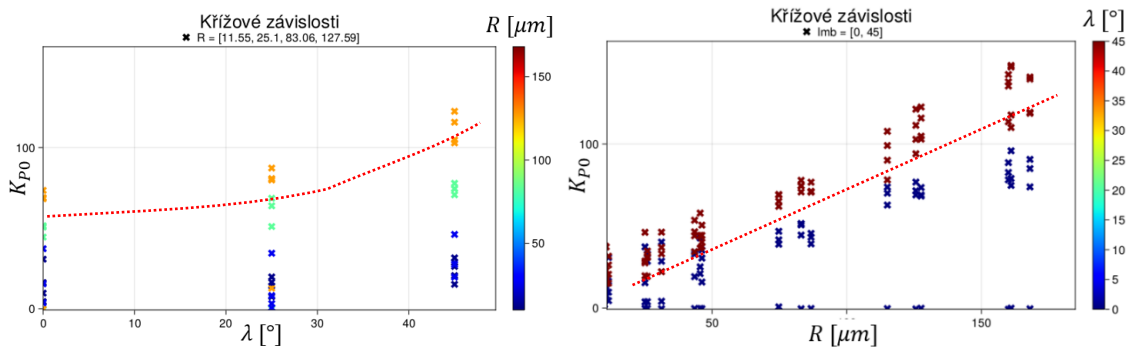 Křížové závislosti
✖ R = [11.55, 25.1, 83.06, 127.59]
R [μm]
K_P0
100
0
0
10
20
30
40
λ [°]
150
100
50
Křížové závislosti
✖ lmb = [0, 45]
λ [°]
K_P0
100
0
50
150
R [μm]
45
40
35
30
25
20
15
10
5
0